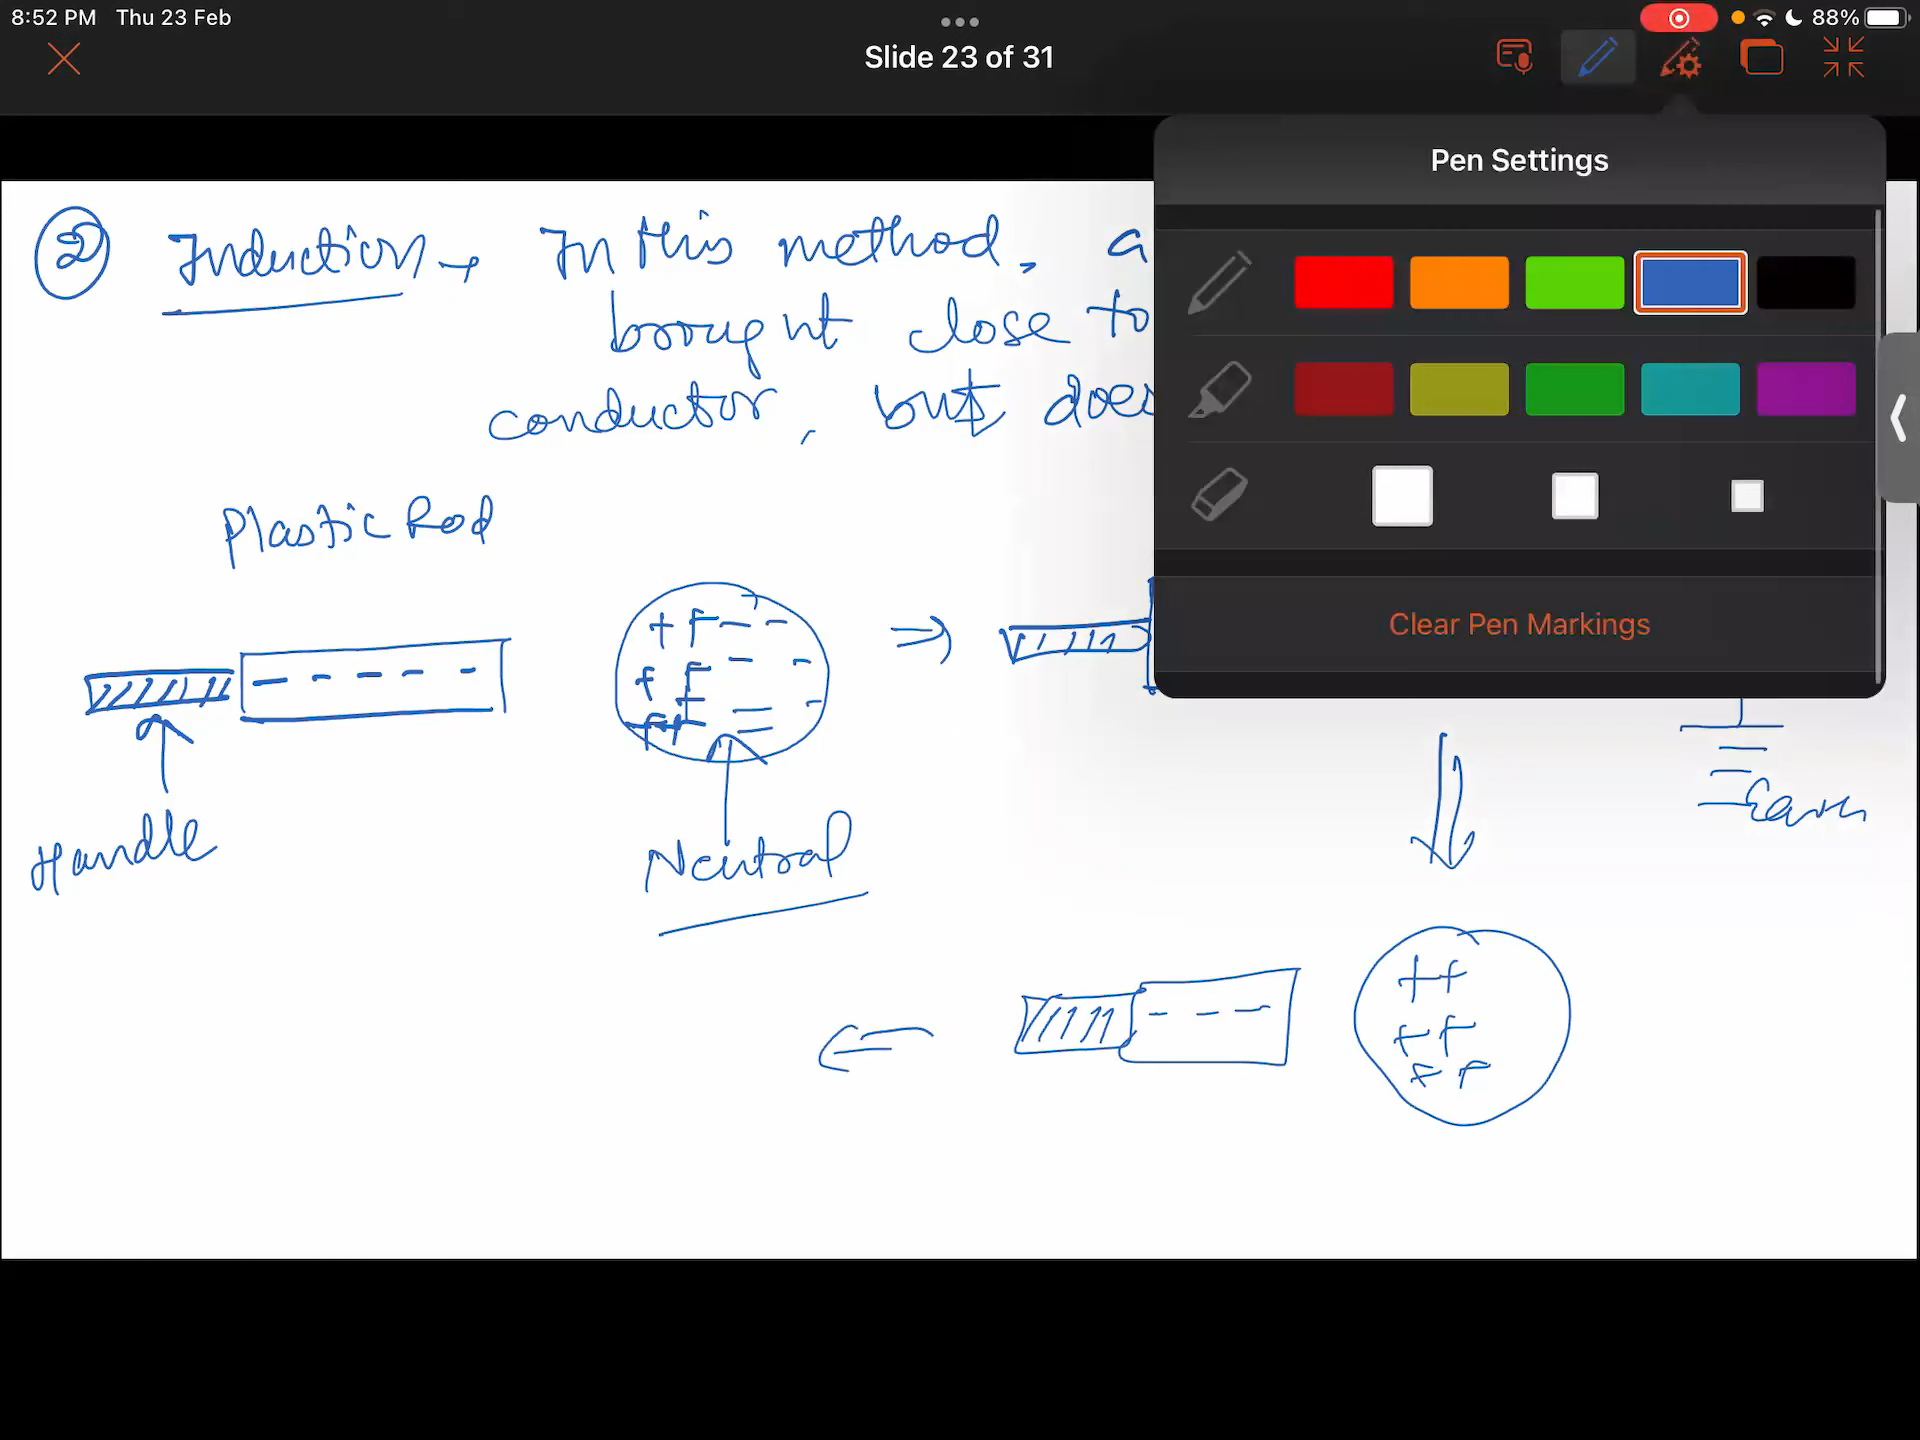 8:52 PM Thu 23 Feb
88%
Slide 23 of 31
Pen Settings
Clear Pen Markings
② Induction → In this method, a
brought close to
conductor, but does
Plastic Rod
++--
Handle
Neutral
Earth
- - - - -
- - -
++
++
++